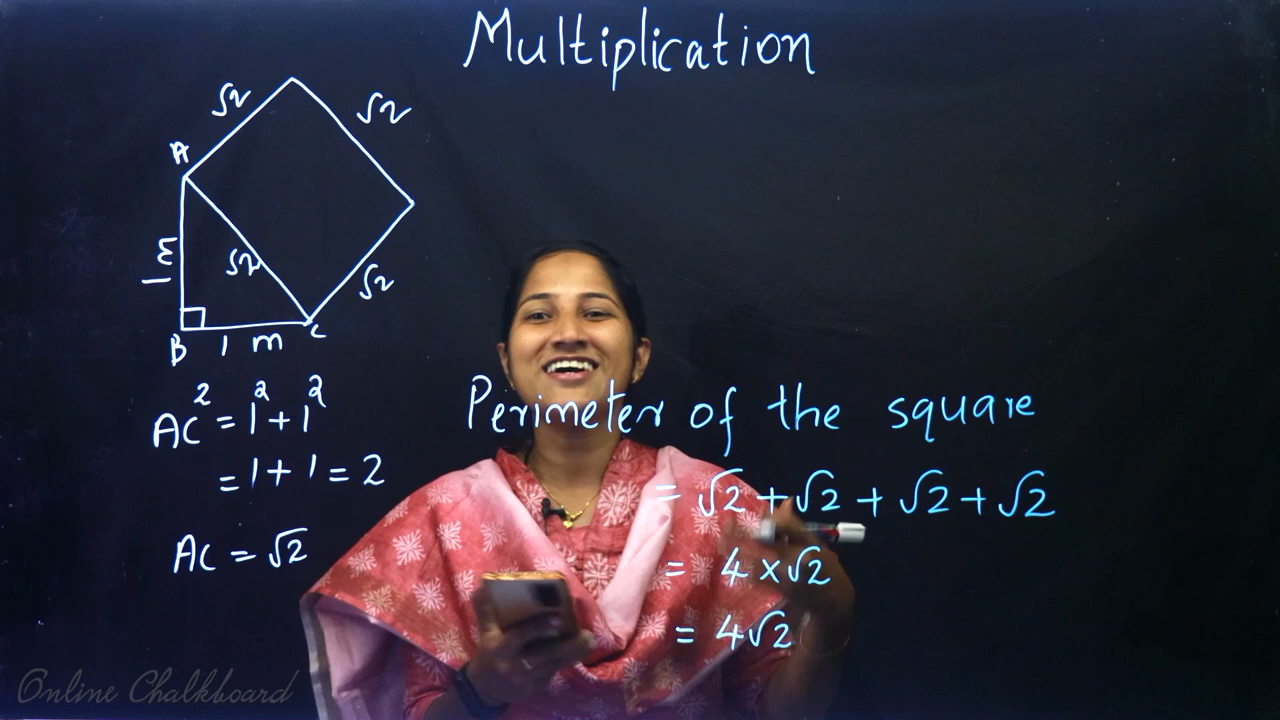 Multiplication
√2
√2
A
1 m
√2
√2
B
1 m
C
AC² = 1² + 1²
= 1 + 1 = 2
AC = √2
Perimeter of the square
= √2 + √2 + √2 + √2
= 4 × √2
= 4√2
Online Chalkboard